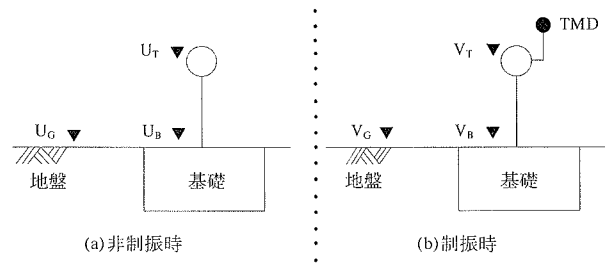 U_T
U_G
U_B
地盤
基礎
(a)非制振時
TMD
V_T
V_G
V_B
地盤
基礎
(b)制振時